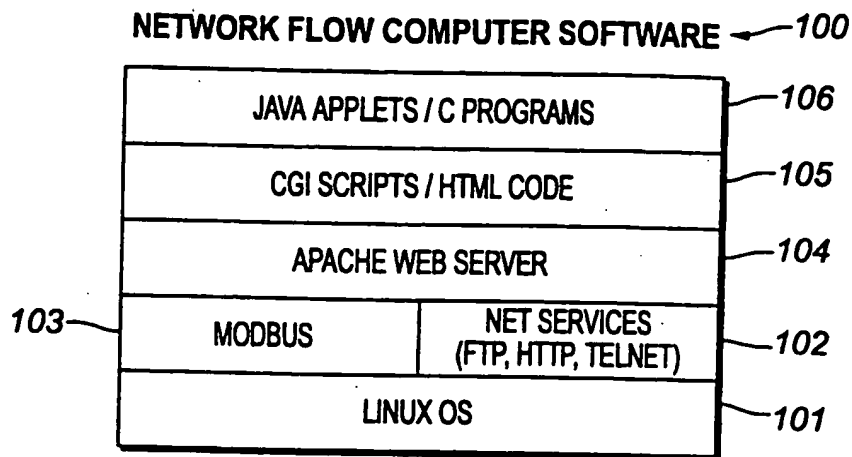 NETWORK FLOW COMPUTER SOFTWARE 100
JAVA APPLETS / C PROGRAMS 106
CGI SCRIPTS / HTML CODE 105
APACHE WEB SERVER 104
103 MODBUS
NET SERVICES
(FTP, HTTP, TELNET) 102
LINUX OS 101